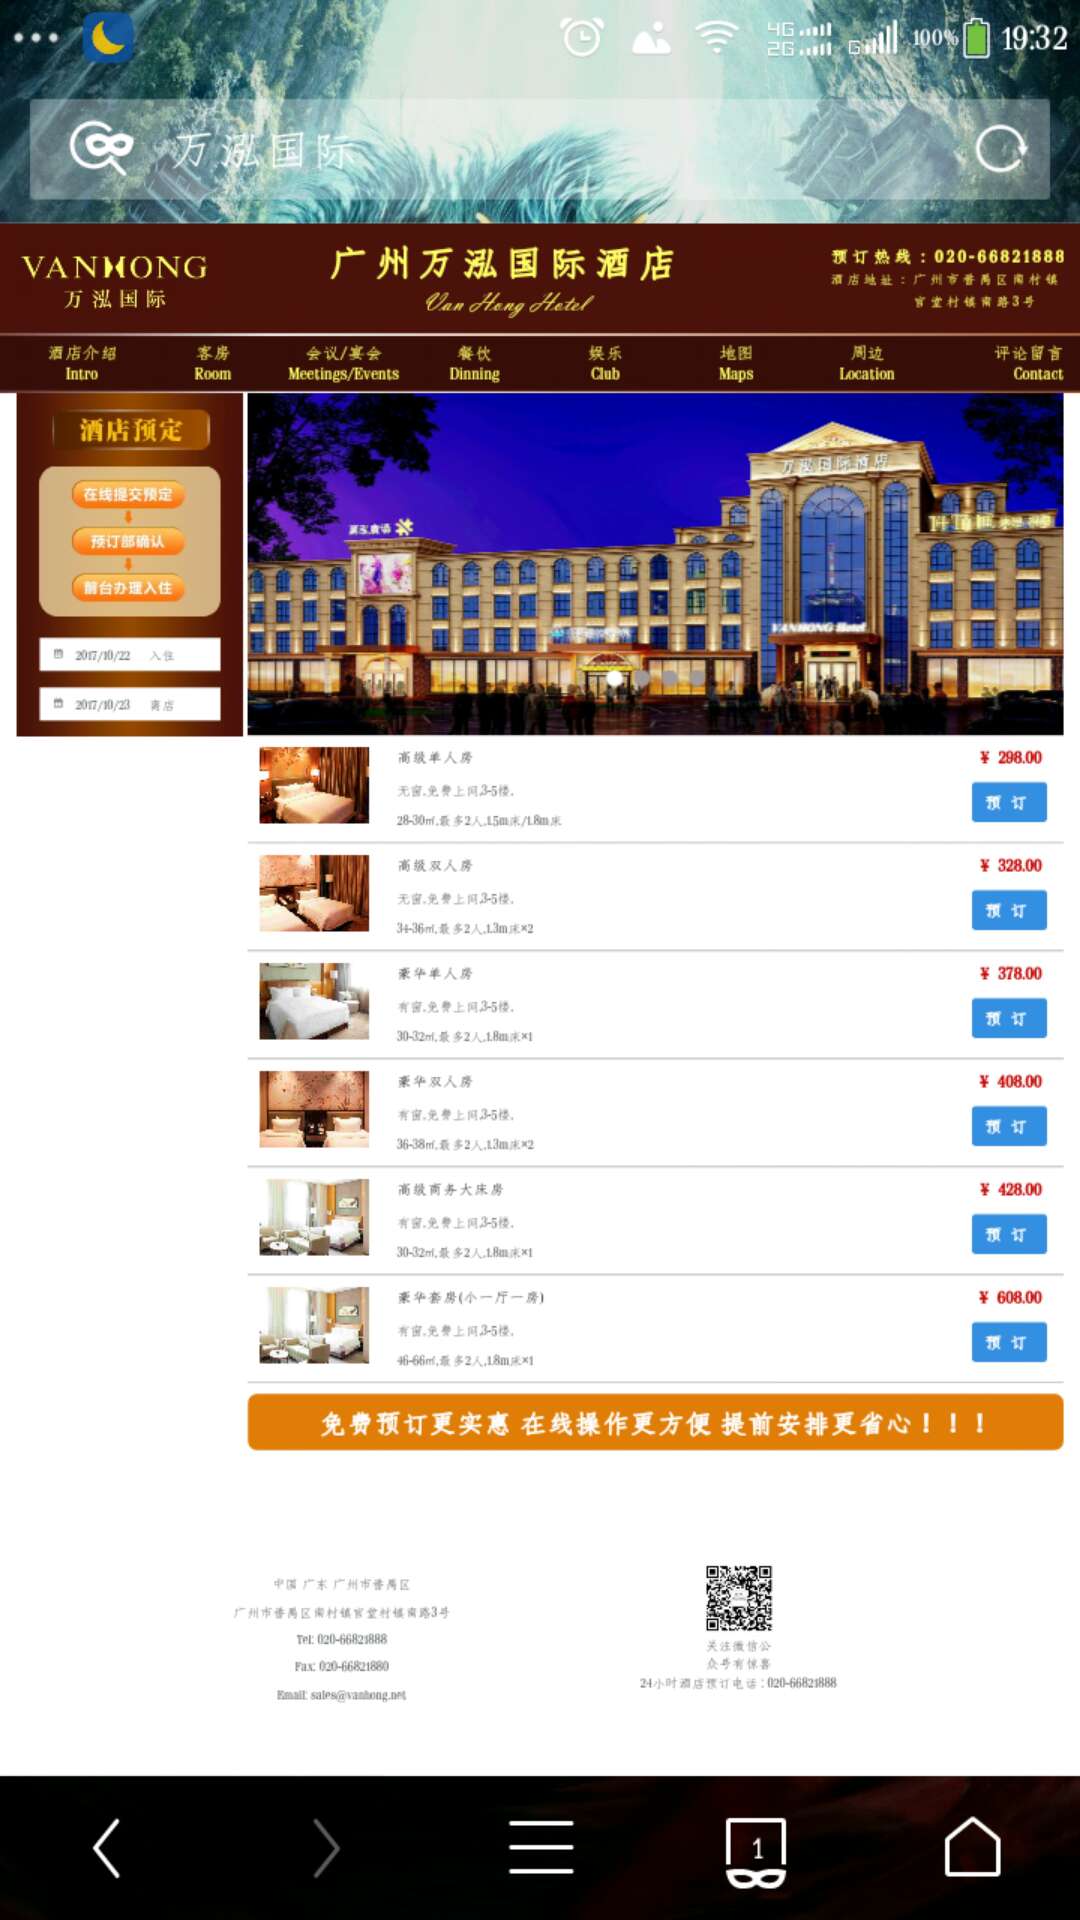 4G
2G
G
100%
19:32
万泓国际
VANHONG
万泓国际
广州万泓国际酒店
Van Hong Hotel
预订热线：020-66821888
酒店地址：广州市番禺区南村镇
官堂村镇南路3号
酒店介绍
Intro
客房
Room
会议/宴会
Meetings/Events
餐饮
Dinning
娱乐
Club
地图
Maps
周边
Location
评论留言
Contact
酒店预定
在线提交预定
预订部确认
前台办理入住
2017/10/22 入住
2017/10/23 离店
万泓国际酒店
VANHONG Hotel
高级单人房
¥ 298.00
无窗,免费上网,3-5楼,
28-30㎡,最多2人,1.5m床/1.8m床
预 订
高级双人房
¥ 328.00
无窗,免费上网,3-5楼,
34-36㎡,最多2人,1.3m床×2
预 订
豪华单人房
¥ 378.00
有窗,免费上网,3-5楼,
30-32㎡,最多2人,1.8m床×1
预 订
豪华双人房
¥ 408.00
有窗,免费上网,3-5楼,
36-38㎡,最多2人,1.3m床×2
预 订
高级商务大床房
¥ 428.00
有窗,免费上网,3-5楼,
30-32㎡,最多2人,1.8m床×1
预 订
豪华套房(小一厅一房)
¥ 608.00
有窗,免费上网,3-5楼,
46-66㎡,最多2人,1.8m床×1
预 订
免费预订更实惠 在线操作更方便 提前安排更省心！！！
中国 广东 广州市番禺区
广州市番禺区南村镇官堂村镇南路3号
Tel: 020-66821888
Fax: 020-66821880
Email: sales@vanhong.net
关注微信公
众号有惊喜
24小时酒店预订电话：020-66821888
1